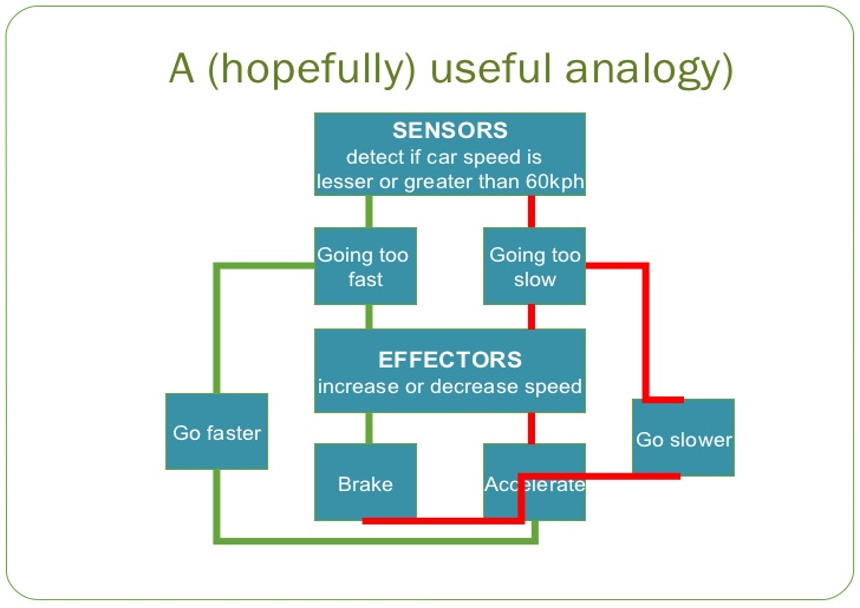 A (hopefully) useful analogy)
SENSORS
detect if car speed is
lesser or greater than 60kph
Going too
fast
Going too
slow
EFFECTORS
increase or decrease speed
Go faster
Go slower
Brake
Accelerate